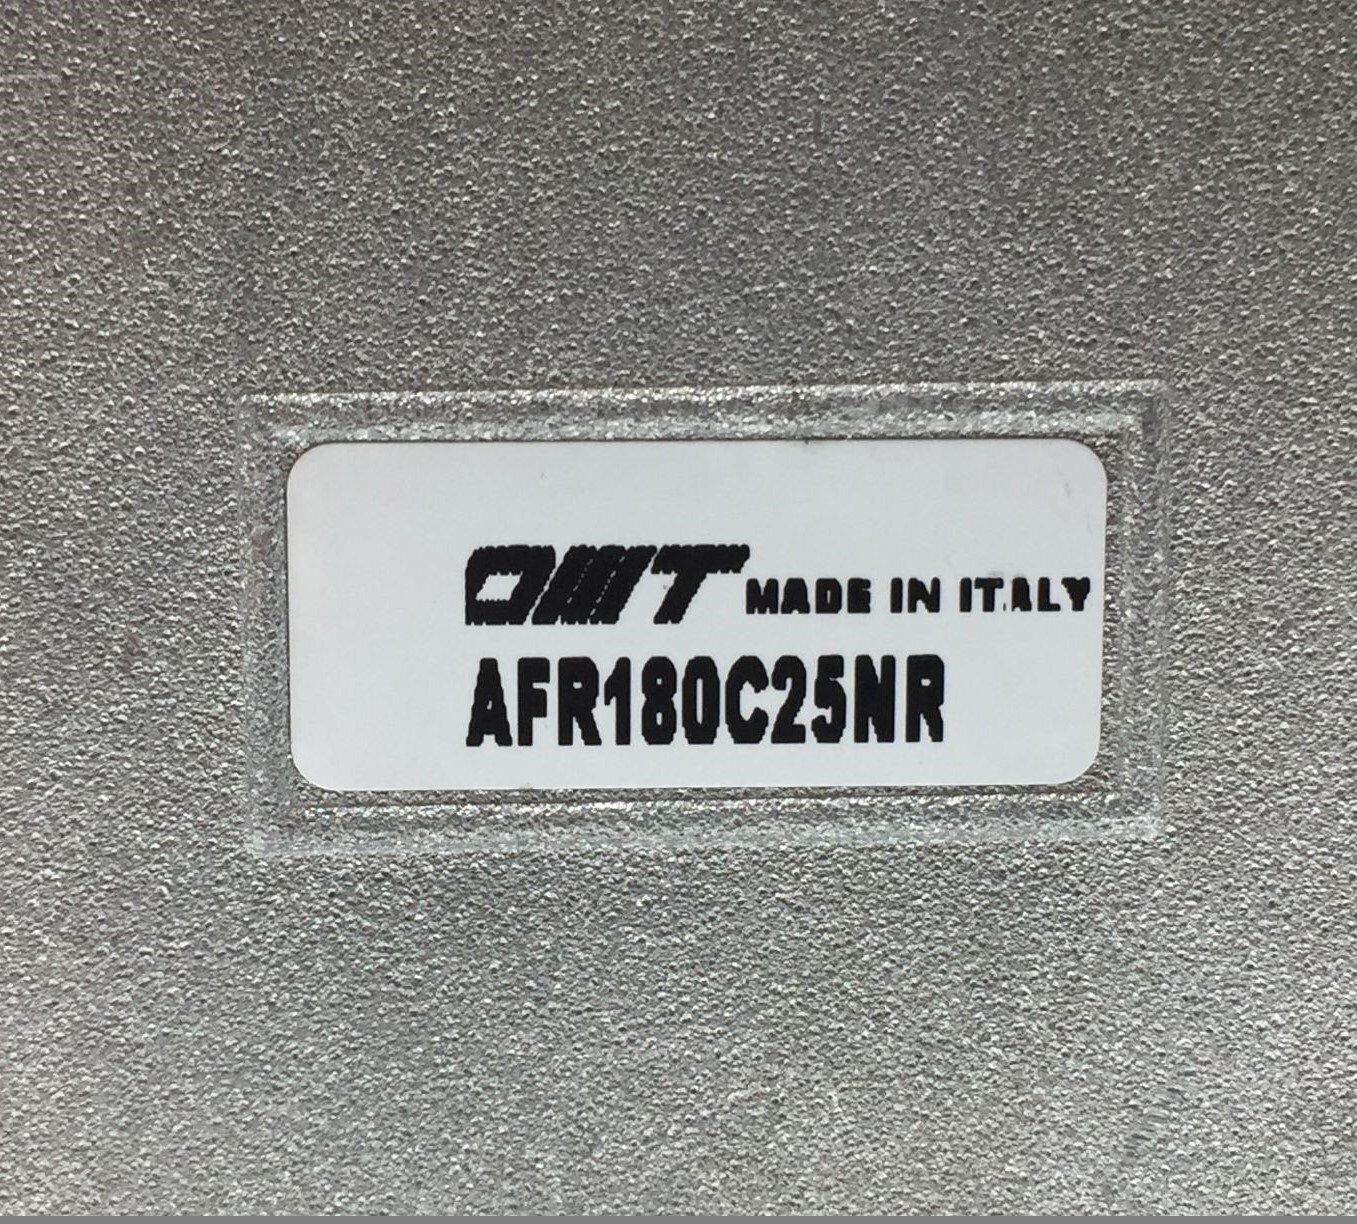 OMT MADE IN ITALY
AFR180C25NR